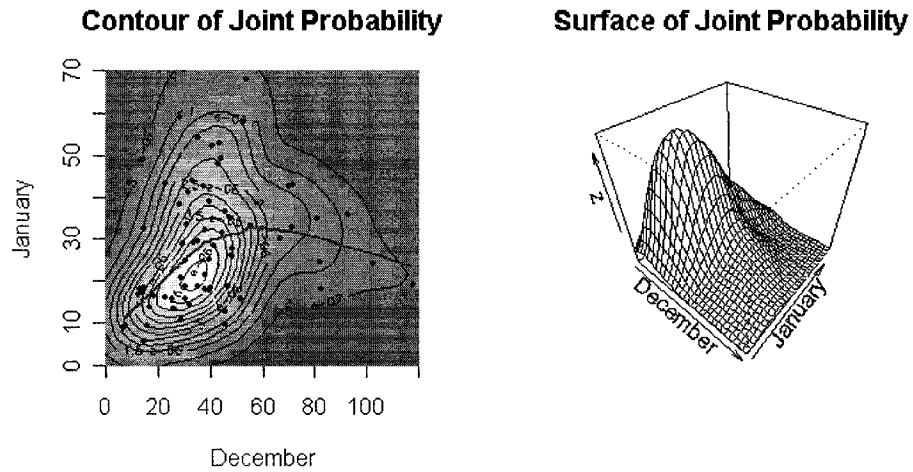 Contour of Joint Probability
Surface of Joint Probability
70
50
30
10
0
January
0 20 40 60 80 100
December
Z
December
January